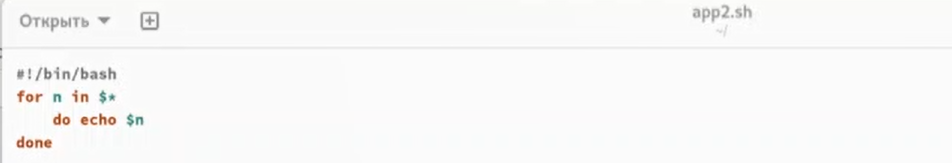 Открыть
app2.sh
~/
#!/bin/bash
for n in $*
    do echo $n
done